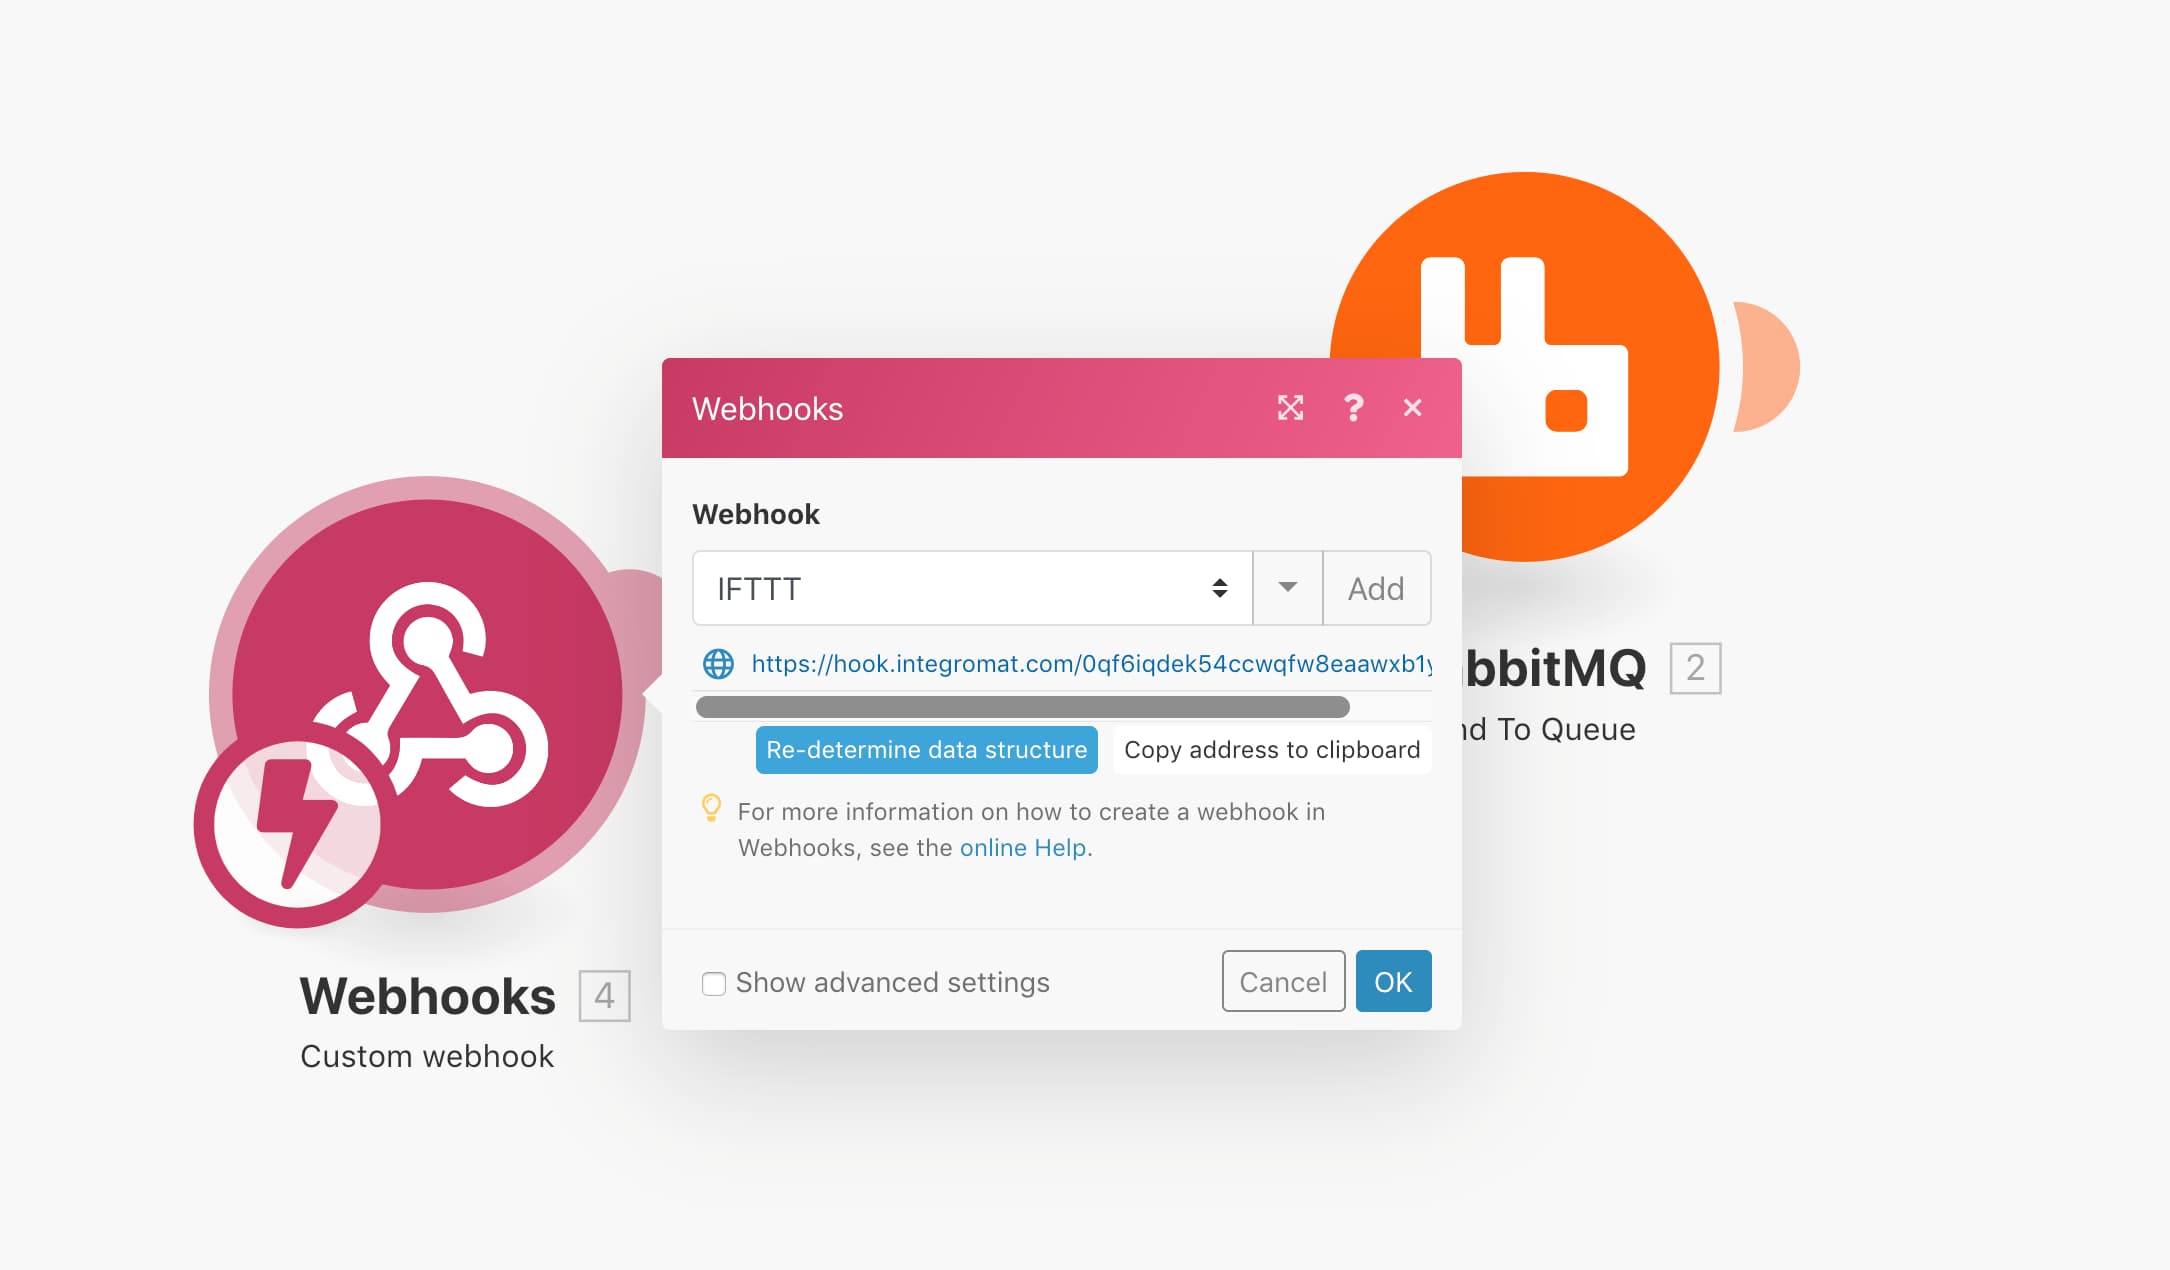 Webhooks
Webhook
IFTTT
Add
https://hook.integromat.com/0qf6iqdek54ccwqfw8eaawxb1y
Re-determine data structure
Copy address to clipboard
For more information on how to create a webhook in
Webhooks, see the online Help.
Show advanced settings
Cancel
OK
Webhooks 4
Custom webhook
bbitMQ 2
nd To Queue